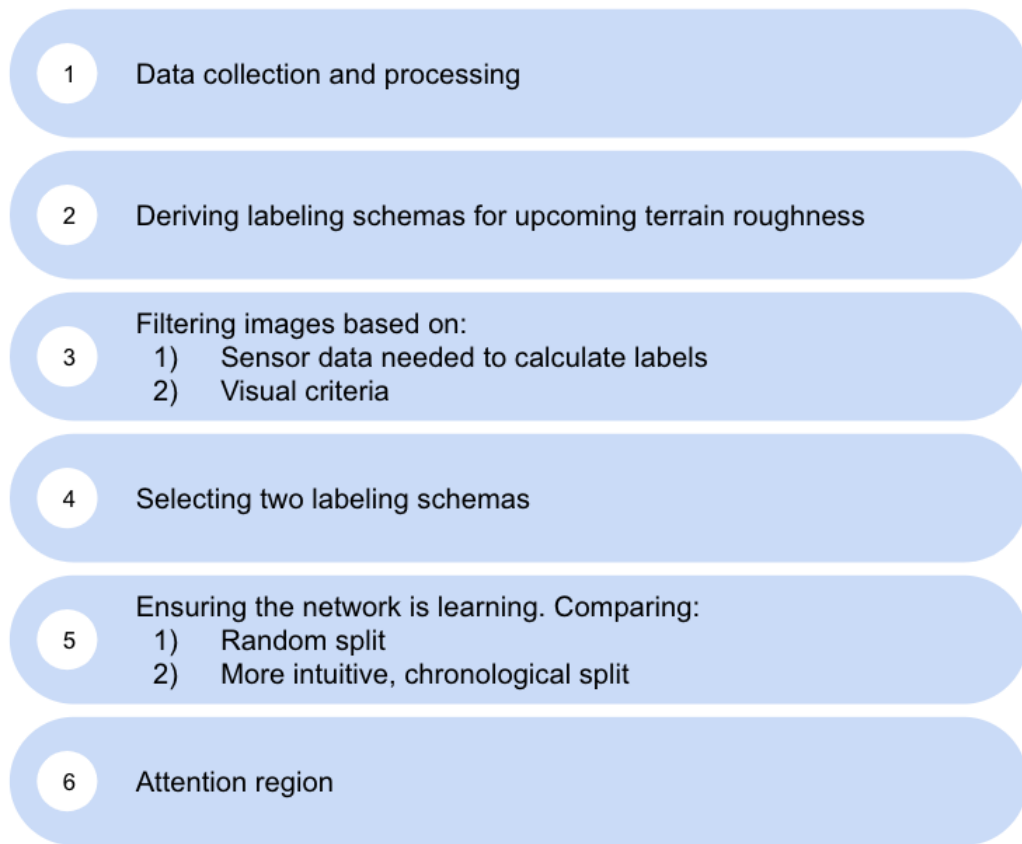 1 Data collection and processing
2 Deriving labeling schemas for upcoming terrain roughness
3 Filtering images based on:
1) Sensor data needed to calculate labels
2) Visual criteria
4 Selecting two labeling schemas
5 Ensuring the network is learning. Comparing:
1) Random split
2) More intuitive, chronological split
6 Attention region